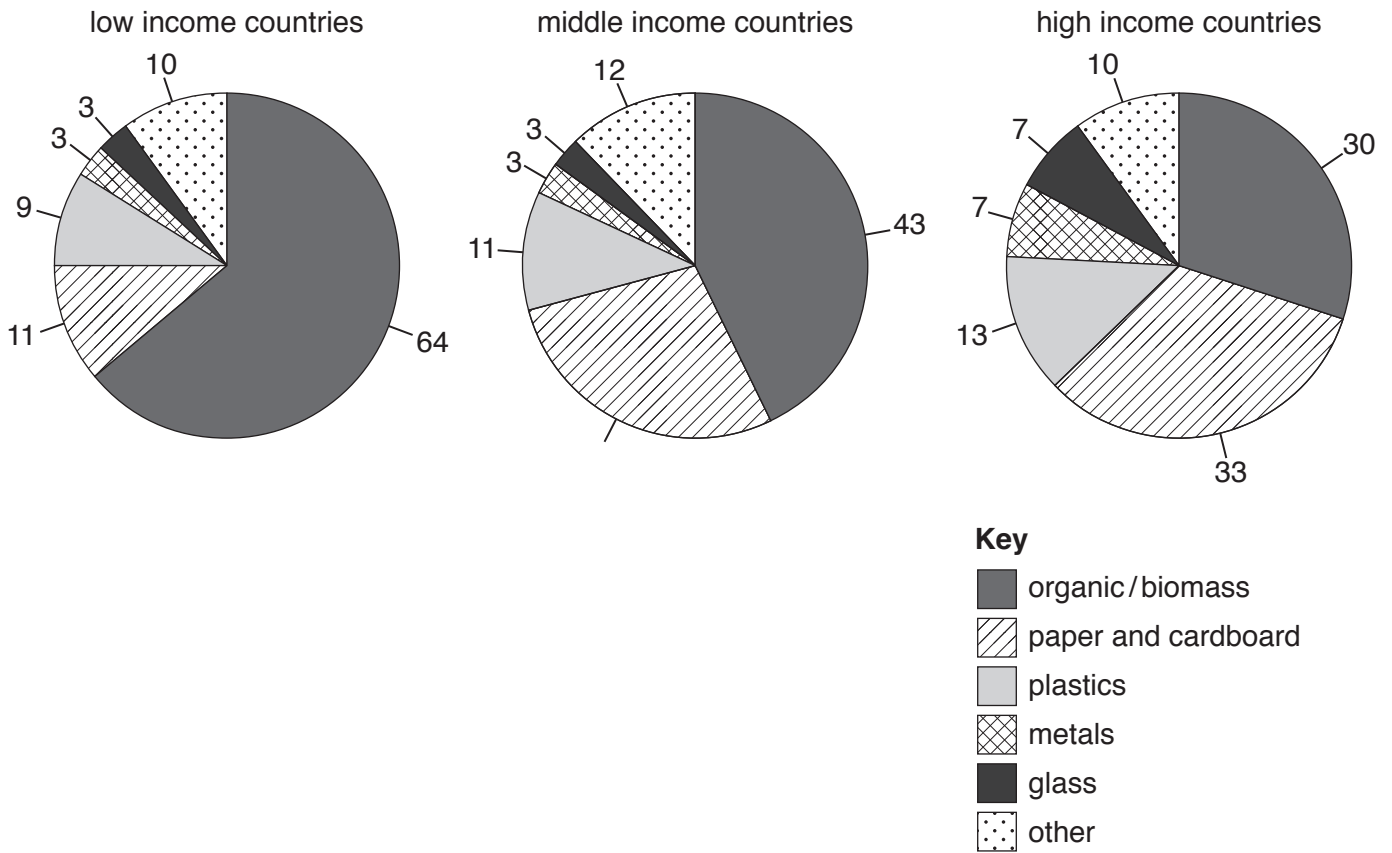 low income countries
10
3
3
9
11
64
middle income countries
12
3
3
11
43
high income countries
10
7
7
13
30
33
Key
organic / biomass
paper and cardboard
plastics
metals
glass
other